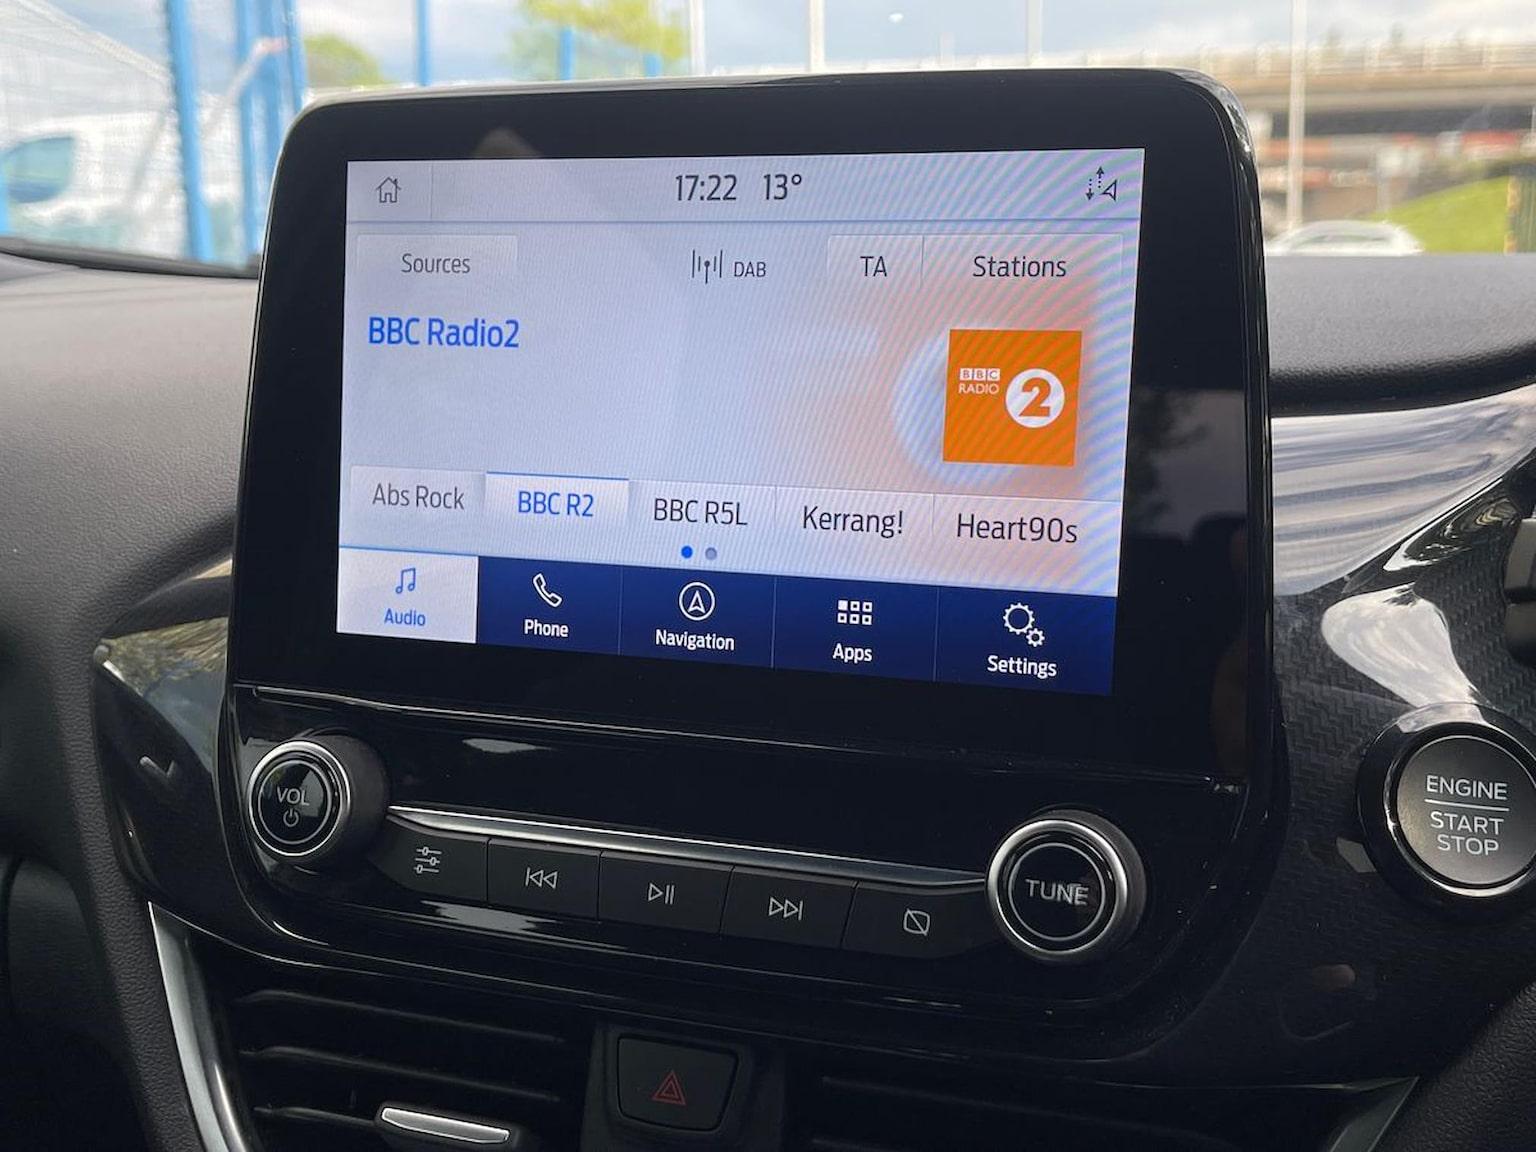 17:22 13°
Sources
DAB
TA
Stations
BBC Radio2
BBC
RADIO
2
Abs Rock
BBC R2
BBC R5L
Kerrang!
Heart90s
Audio
Phone
Navigation
Apps
Settings
VOL
TUNE
ENGINE
START
STOP